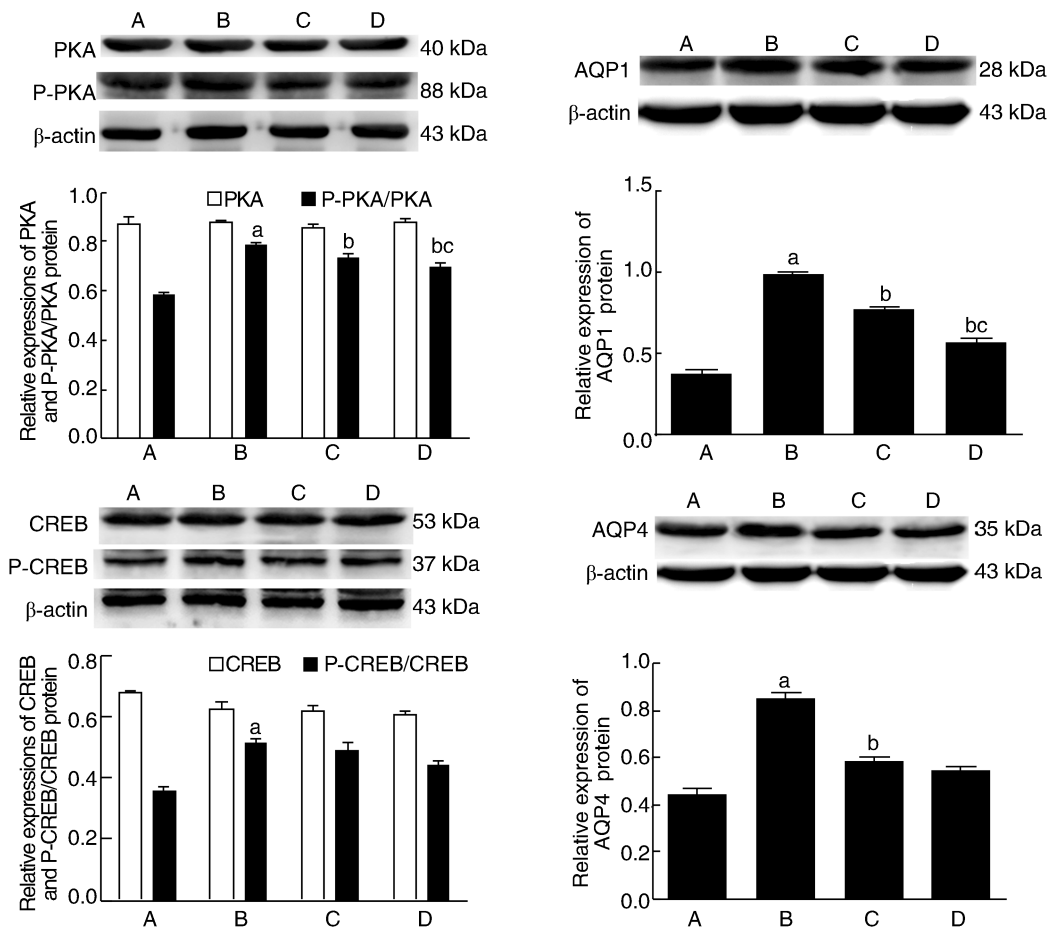 A B C D
PKA 40 kDa
P-PKA 88 kDa
β-actin 43 kDa
Relative expressions of PKA
and P-PKA/PKA protein
PKA P-PKA/PKA
1.0
0.8
0.6
0.4
0.2
0.0
a
b
bc
A B C D
A B C D
AQP1 28 kDa
β-actin 43 kDa
Relative expression of
AQP1 protein
1.5
1.0
0.5
0.0
a
b
bc
A B C D
A B C D
CREB 53 kDa
P-CREB 37 kDa
β-actin 43 kDa
Relative expressions of CREB
and P-CREB/CREB protein
CREB P-CREB/CREB
0.8
0.6
0.4
0.2
0.0
a
A B C D
A B C D
AQP4 35 kDa
β-actin 43 kDa
Relative expression of
AQP4 protein
1.0
0.8
0.6
0.4
0.2
0.0
a
b
A B C D